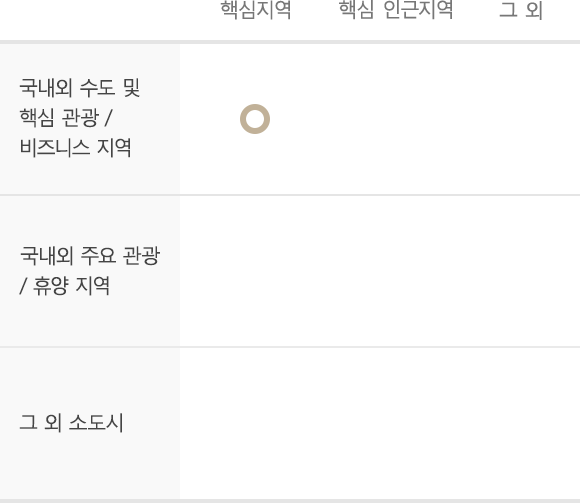 핵심지역 핵심 인근지역 그 외
국내외 수도 및
핵심 관광 /
비즈니스 지역
국내외 주요 관광
/ 휴양 지역
그 외 소도시